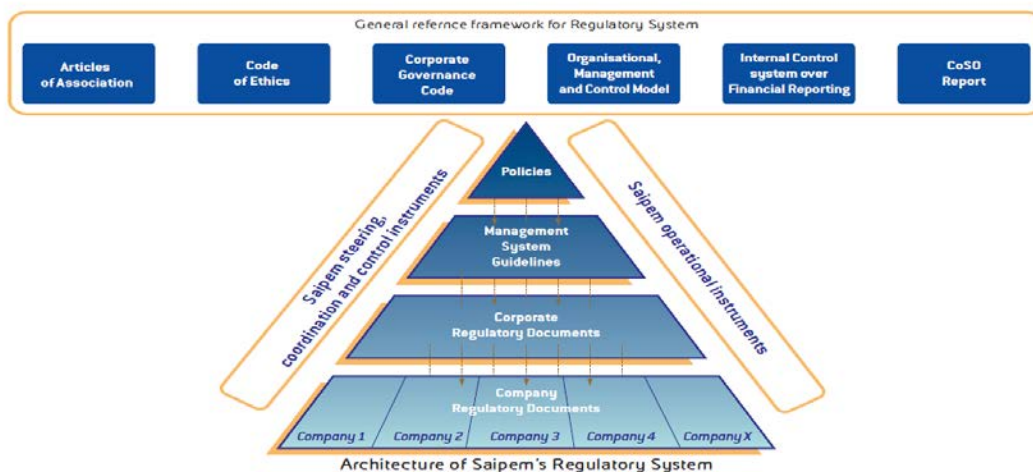 General refernce framework for Regulatory System
Articles
of Association
Code
of Ethics
Corporate
Governance
Code
Organisational,
Management
and Control Model
Internal Control
system over
Financial Reporting
CoSO
Report
Saipem steering,
coordination and control instruments
Policies
Management
System
Guidelines
Corporate
Regulatory Documents
Company
Regulatory Documents
Company 1
Company 2
Company 3
Company 4
Company X
Saipem operational instruments
Architecture of Saipem's Regulatory System